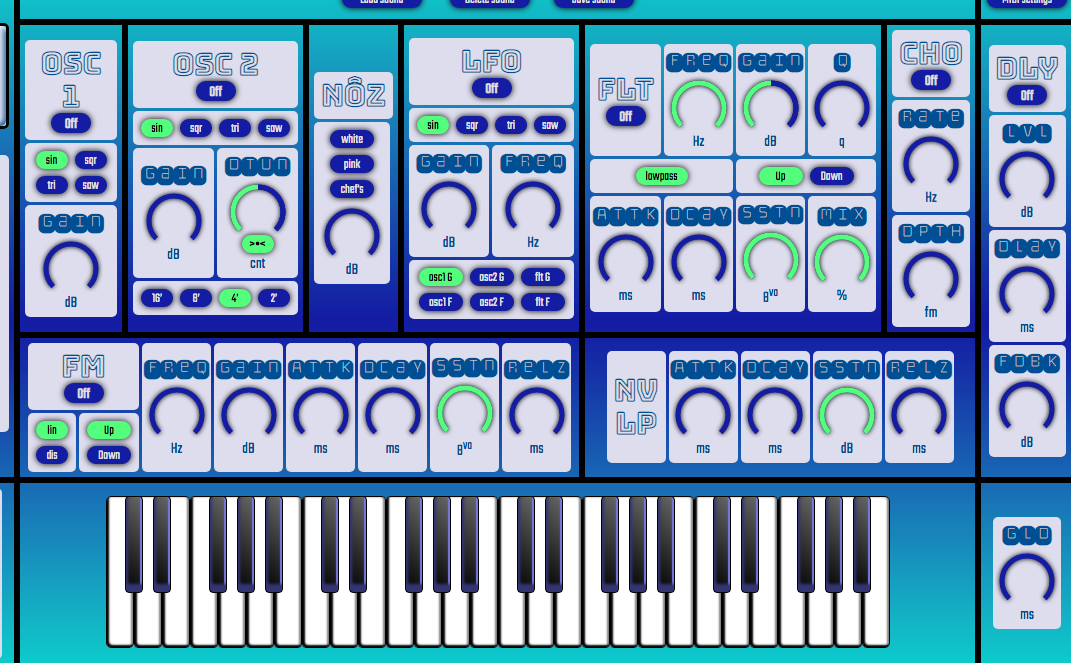 Load sound
Delete sound
Save sound
MIDI settings
OSC
1
Off
sin
sqr
tri
saw
GAIN
dB
OSC 2
Off
sin
sqr
tri
saw
GAIN
dB
DTUN
>•<
cnt
16'
8'
4'
2'
NÔZ
white
pink
chef's
dB
LFO
Off
sin
sqr
tri
saw
GAIN
dB
FREQ
Hz
osc1 G
osc2 G
flt G
osc1 F
osc2 F
flt F
FLT
Off
FREQ
Hz
GAIN
dB
Q
q
lowpass
Up
Down
ATTK
ms
DCAY
ms
SSTN
8vo
MIX
%
CHO
Off
RATE
Hz
DPTH
fm
DLY
Off
LVL
dB
DLAY
ms
FDBK
dB
FM
Off
lin
dis
Up
Down
FREQ
Hz
GAIN
dB
ATTK
ms
DCAY
ms
SSTN
8vo
RELZ
ms
NV
LP
ATTK
ms
DCAY
ms
SSTN
dB
RELZ
ms
GLD
ms